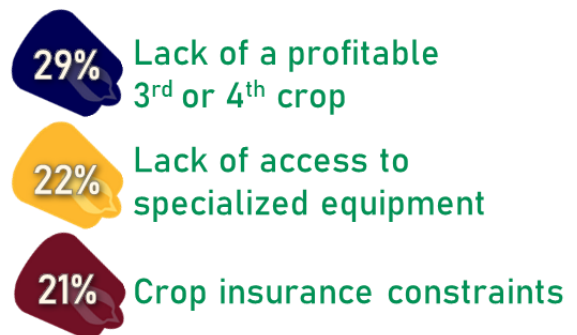 29%
Lack of a profitable
3rd or 4th crop
22%
Lack of access to
specialized equipment
21%
Crop insurance constraints